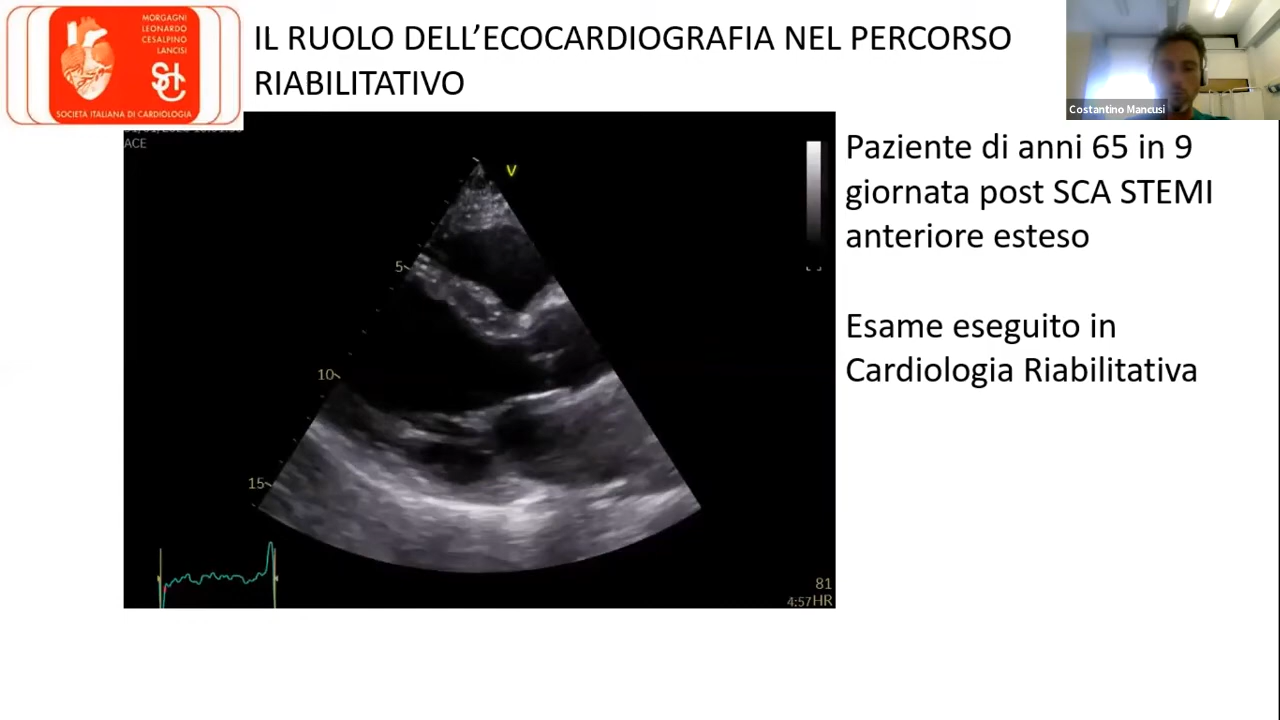 MORGAGNI
LEONARDO
CESALPINO
LANCISI
SIC
SOCIETÀ ITALIANA DI CARDIOLOGIA
IL RUOLO DELL'ECOCARDIOGRAFIA NEL PERCORSO
RIABILITATIVO
Costantino Mancusi
ACE
V
5
10
15
81
4:57HR
Paziente di anni 65 in 9
giornata post SCA STEMI
anteriore esteso
Esame eseguito in
Cardiologia Riabilitativa